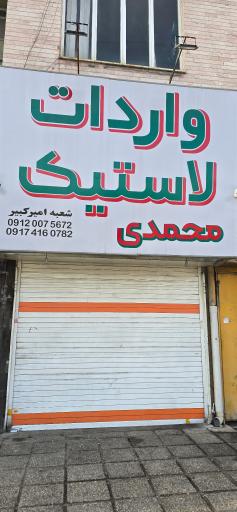 واردات
لاستیک
محمدی
شعبه امیرکبیر
0912 007 5672
0917 416 0782